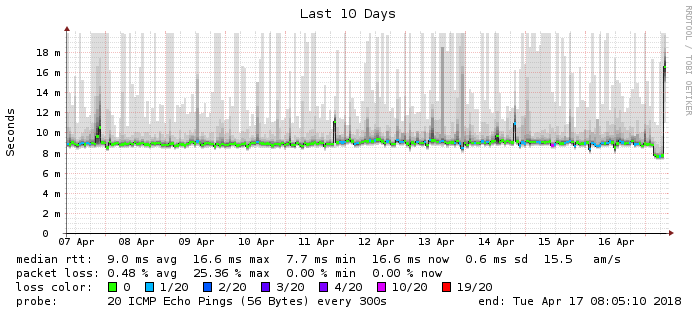 Last 10 Days
RRDTOOL / TOBI OETIKER
Seconds
18 m
16 m
14 m
12 m
10 m
8 m
6 m
4 m
2 m
0
07 Apr 08 Apr 09 Apr 10 Apr 11 Apr 12 Apr 13 Apr 14 Apr 15 Apr 16 Apr
median rtt: 9.0 ms avg 16.6 ms max 7.7 ms min 16.6 ms now 0.6 ms sd 15.5 am/s
packet loss: 0.48 % avg 25.36 % max 0.00 % min 0.00 % now
loss color: 0 1/20 2/20 3/20 4/20 10/20 19/20
probe: 20 ICMP Echo Pings (56 Bytes) every 300s end: Tue Apr 17 08:05:10 2018